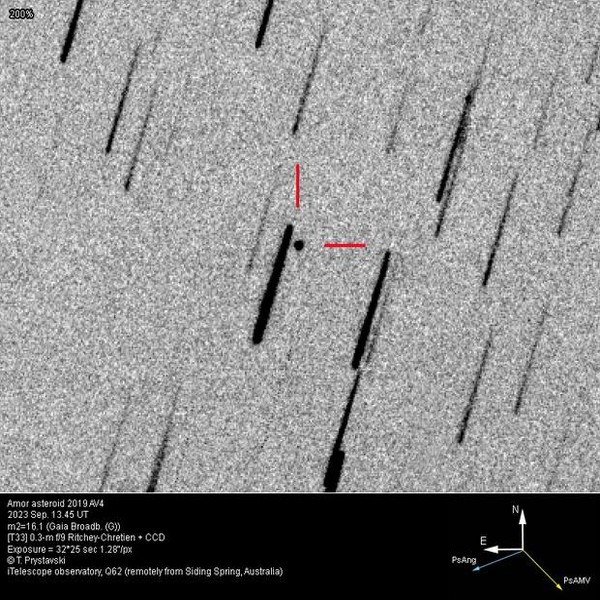 200%
Amor asteroid 2019 AV4
2023 Sep. 13.45 UT
m2=16.1 (Gaia Broadb. (G))
[T33] 0.3-m f/9 Ritchey-Chretien + CCD
Exposure = 32*25 sec 1.28"/px
© T. Prystavski
iTelescope observatory, Q62 (remotely from Siding Spring, Australia)
N
E
PsAng
PsAMV